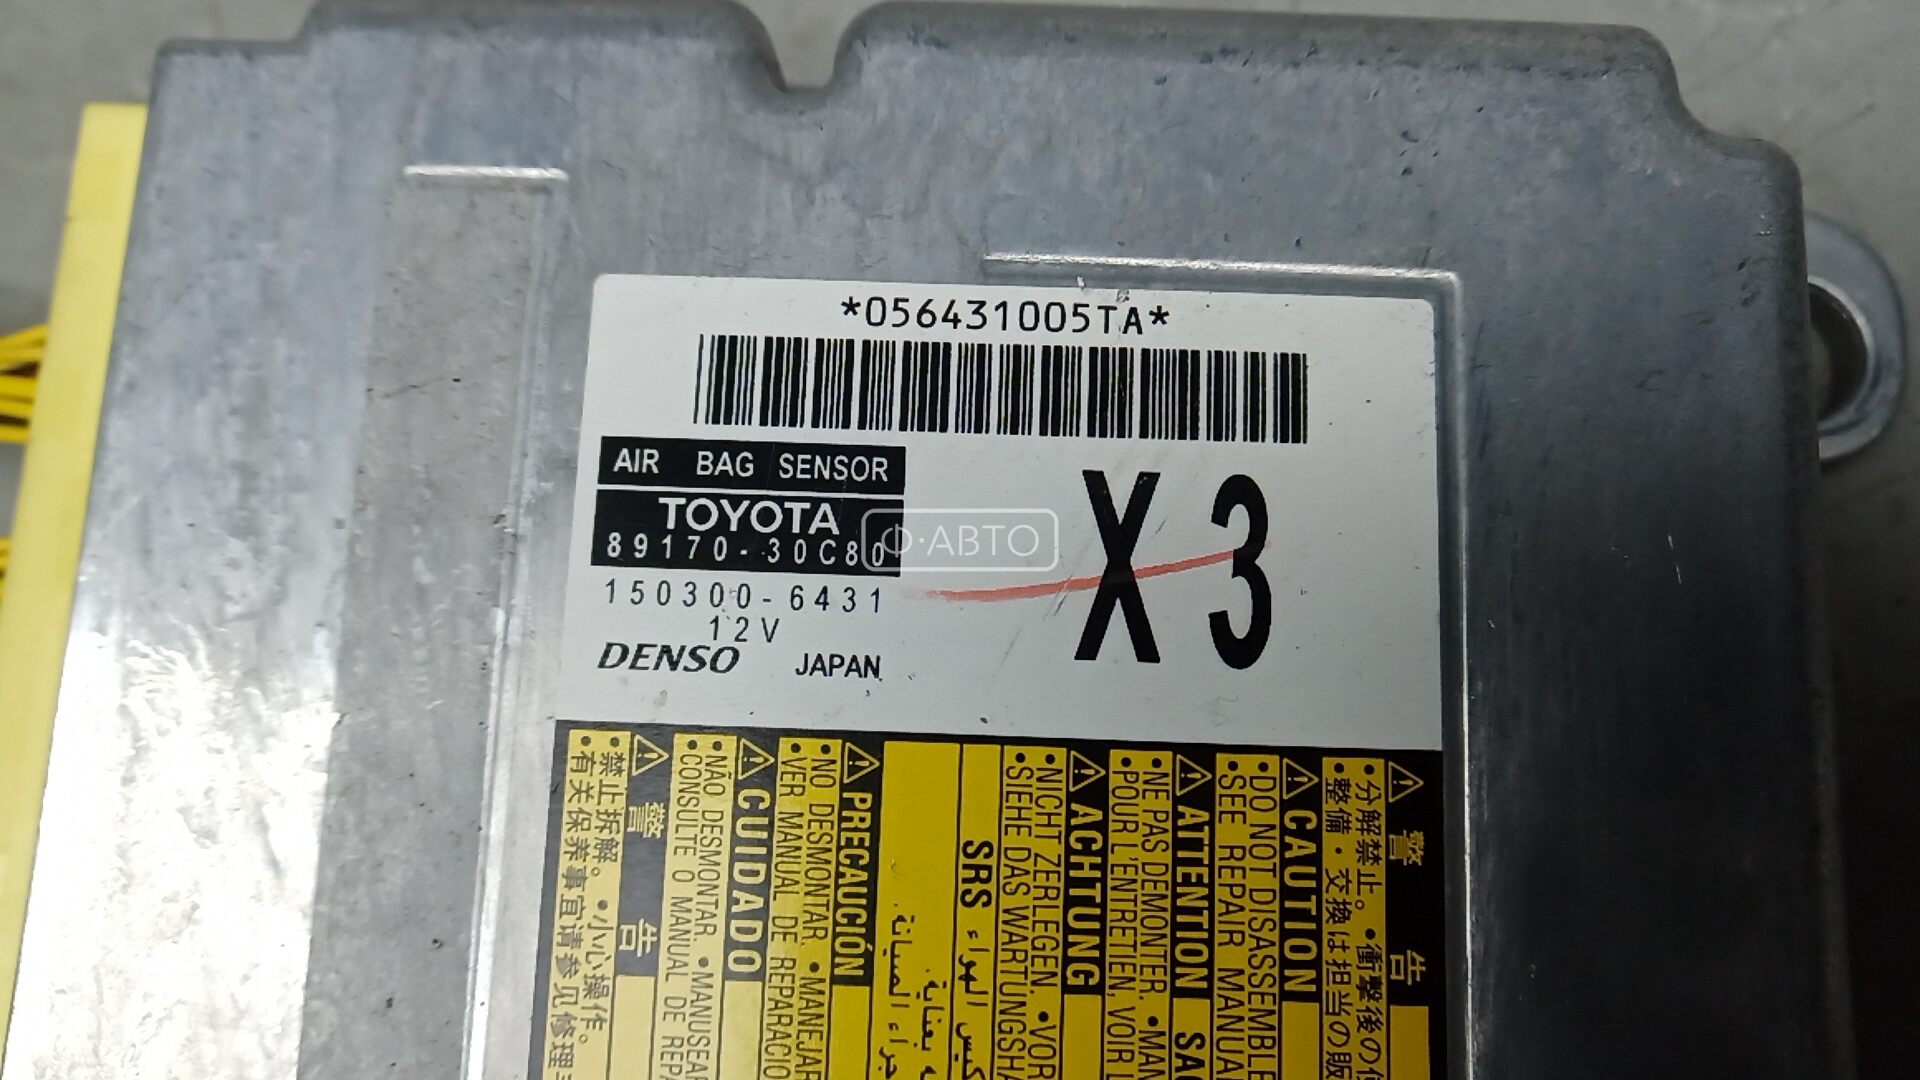 *056431005TA*
AIR BAG SENSOR
TOYOTA
89170-30C80
150300-6431
12V
DENSO JAPAN
X3
Ф·АВТО
警 告
・分解禁止。・衝撃後の
・整備・交換は担当の販
CAUTION
•DO NOT DISASSEMBLE
•SEE REPAIR MANUAL
ATTENTION
•NE PAS DEMONTER. •MAN
•POUR L'ENTRETIEN, VOIR
ACHTUNG
•NICHT ZERLEGEN. •VOR
•SIEHE DAS WARTUNGSHA
SRS
PRECAUCIÓN
•NO DESMONTAR. •MANEJAR
•VER MANUAL DE REPARACIO
CUIDADO
•NÃO DESMONTAR. •MANUSEAR
•CONSULTE O MANUAL DE REPA
警 告
•禁止拆解。•小心操作。
•有关保养事宜请参见修理